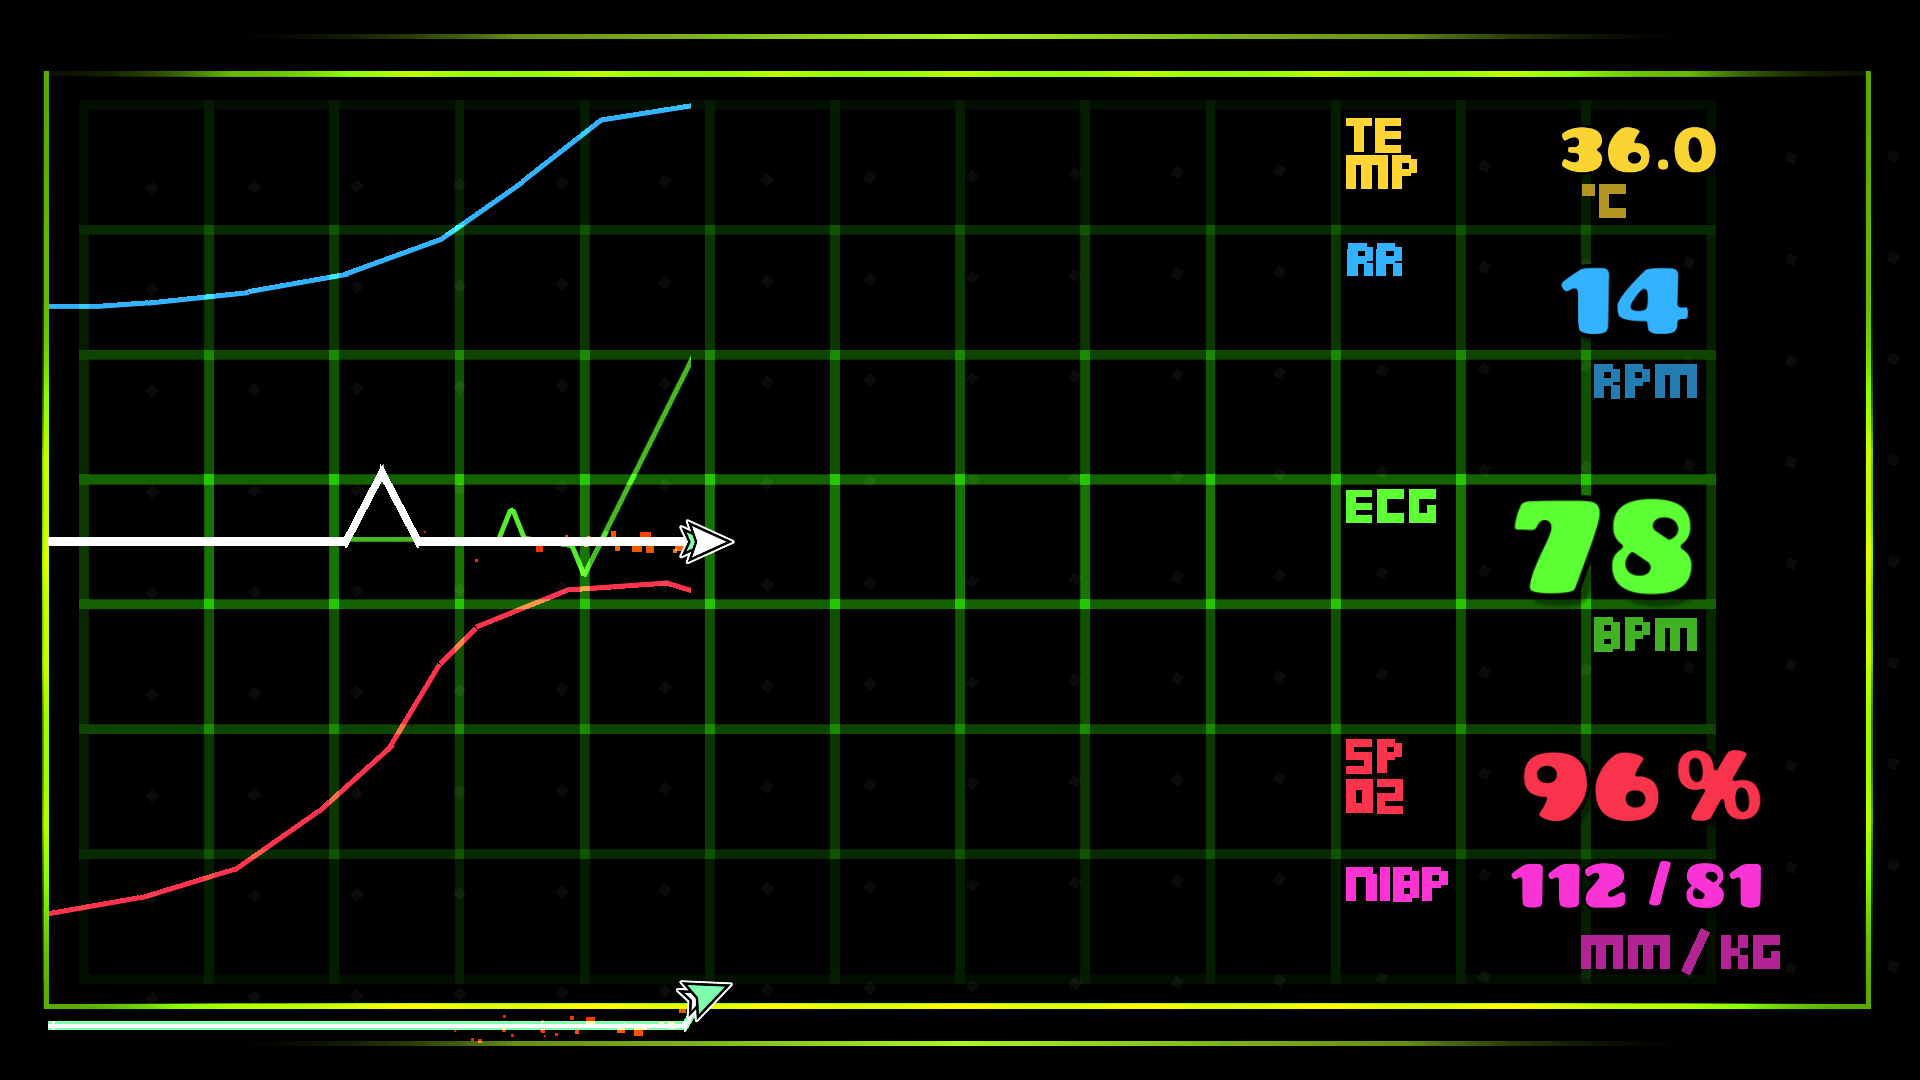 TE
MP
36.0
°C
RR
14
RPM
ECG
78
BPM
SP
O2
96 %
NIBP
112 / 81
MM/KG